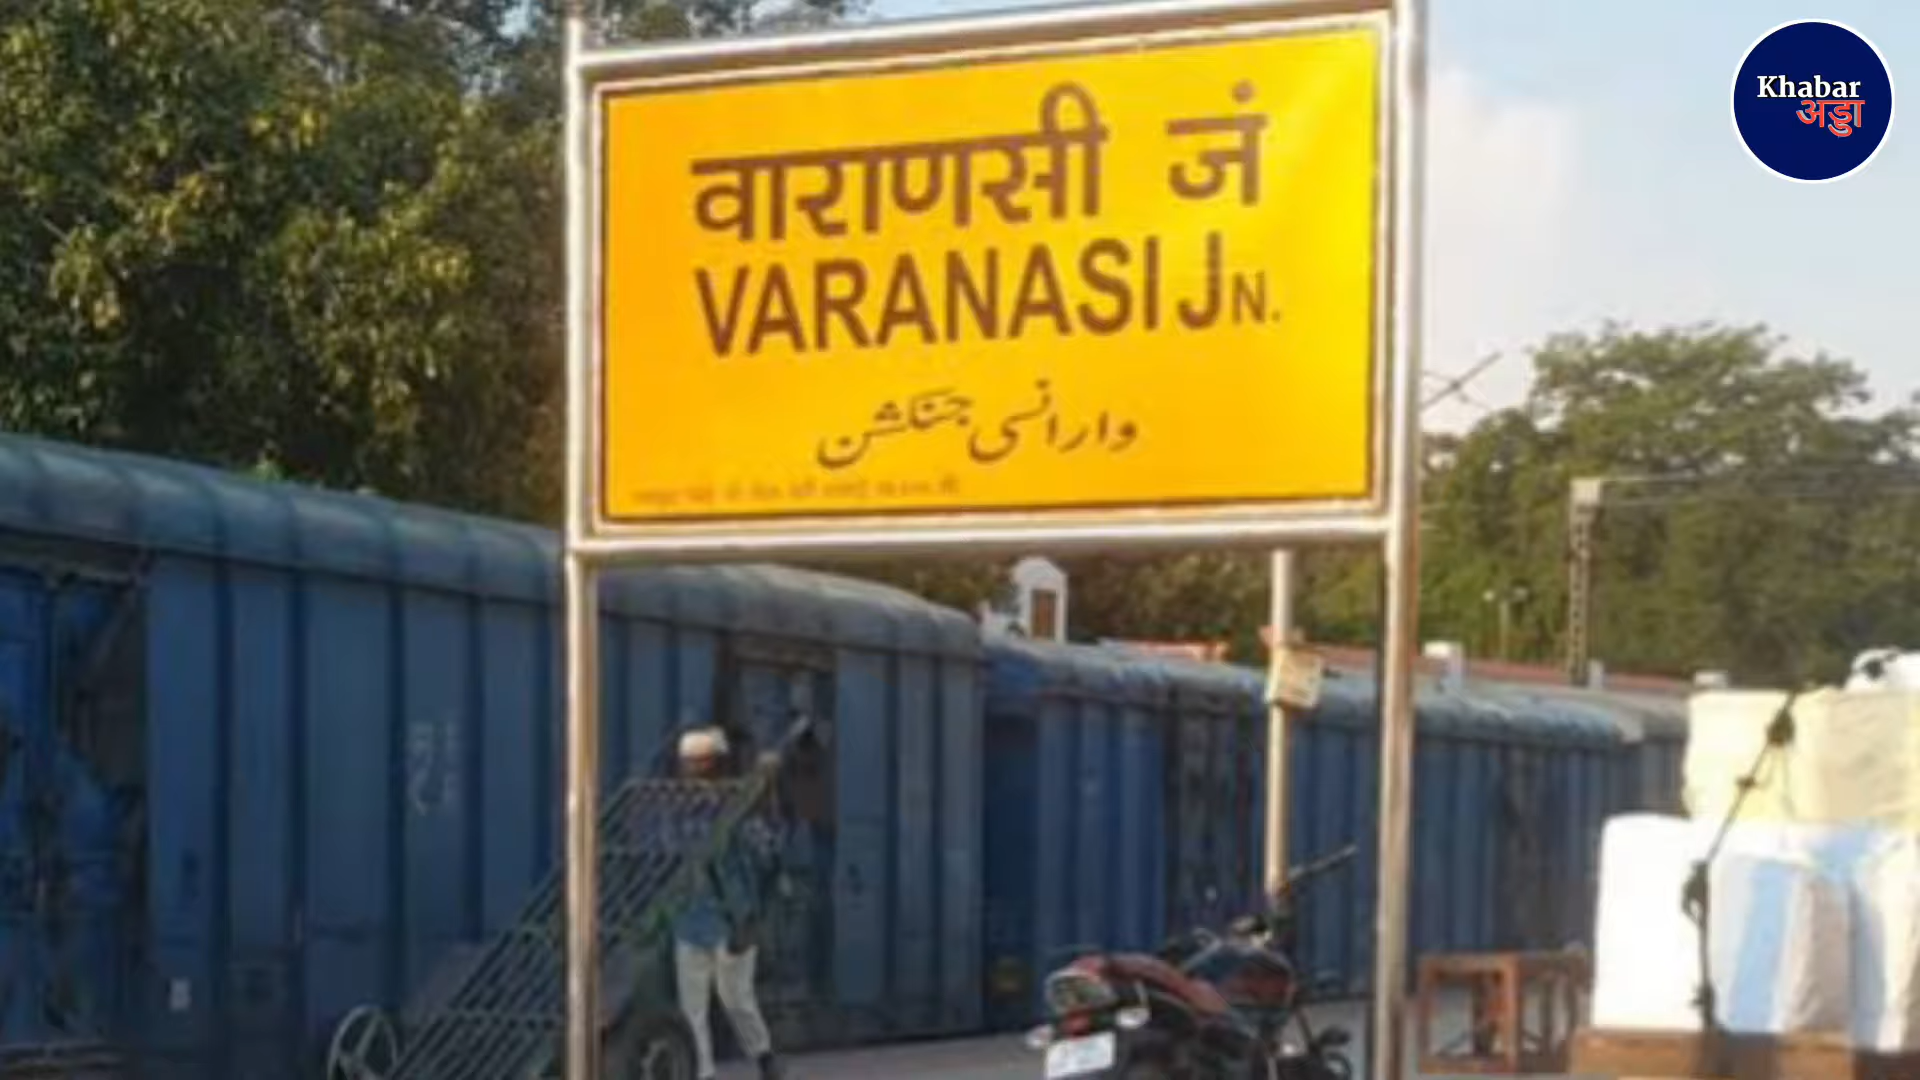 वाराणसी जं
VARANASI JN.
وارانسی جنکشن
Khabar
अड्डा